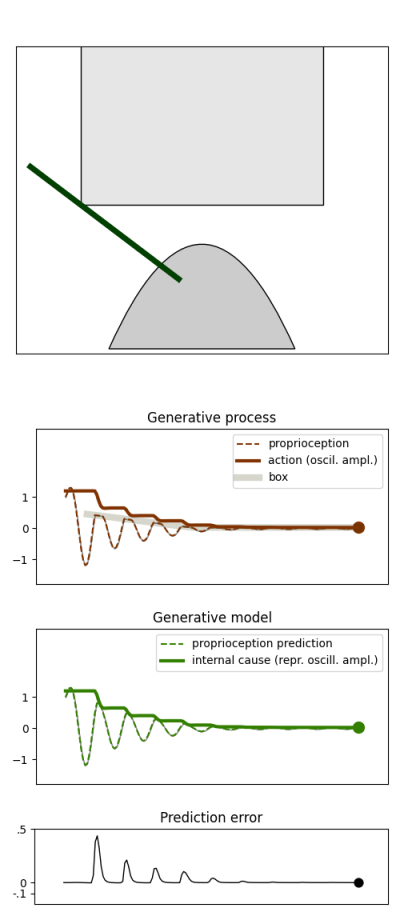 Generative process
proprioception
action (oscil. ampl.)
box
1
0
−1
Generative model
proprioception prediction
internal cause (repr. oscill. ampl.)
1
0
−1
Prediction error
.5
0
-.1